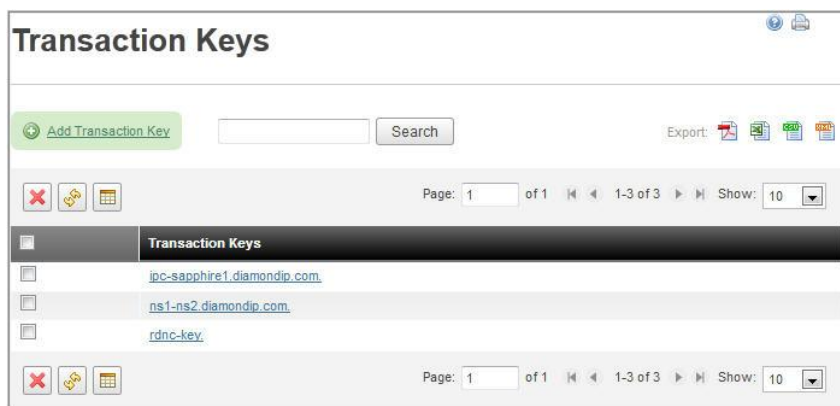 Transaction Keys
Add Transaction Key Search Export:
Page: 1 of 1 1-3 of 3 Show: 10
Transaction Keys
ipc-sapphire1.diamondip.com.
ns1-ns2.diamondip.com.
rdnc-key.
Page: 1 of 1 1-3 of 3 Show: 10